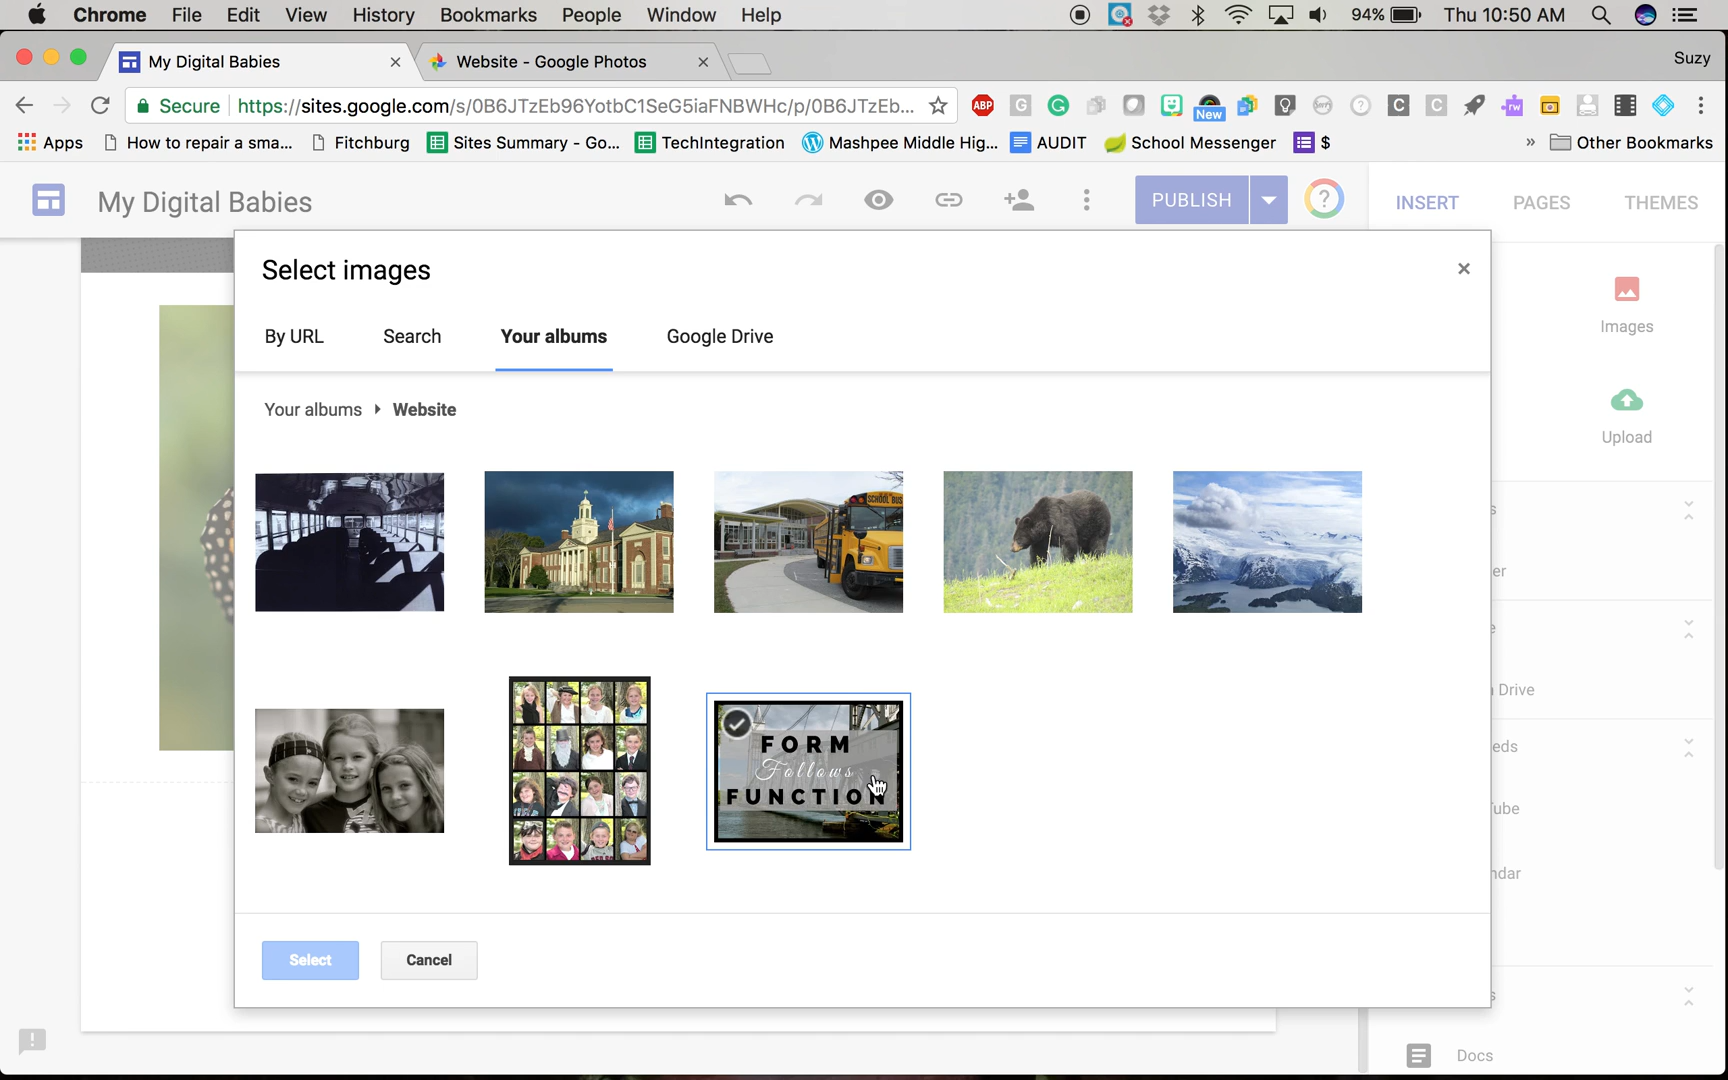 Chrome File Edit View History Bookmarks People Window Help 94% Thu 10:50 AM
My Digital Babies Website - Google Photos Suzy
Secure https://sites.google.com/s/0B6JTzEb96YotbC1SeG5iaFNBWHc/p/0B6JTzEb... ABP G G New C C rw
Apps How to repair a sma... Fitchburg Sites Summary - Go... TechIntegration Mashpee Middle Hig... AUDIT School Messenger $ » Other Bookmarks
My Digital Babies PUBLISH ? INSERT PAGES THEMES
Select images
Images
By URL Search Your albums Google Drive
Your albums Website
Upload
SCHOOL BUS
s
er
e
Drive
eds
FORM
Follows
FUNCTION
ube
ndar
Select Cancel
s
Docs